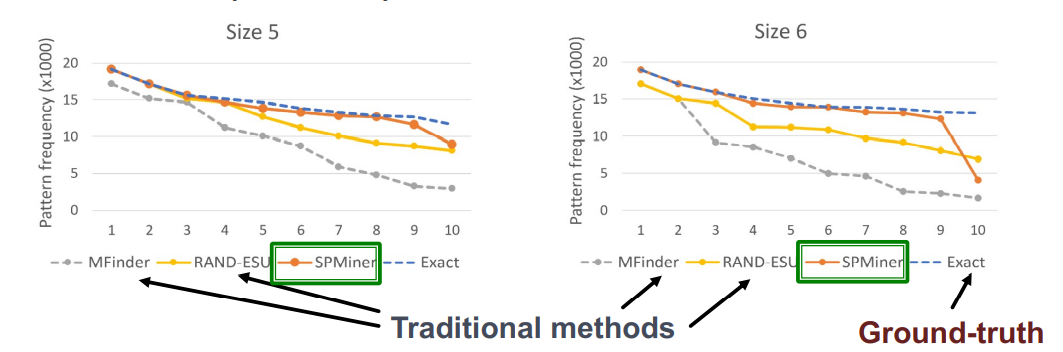 Size 5
Pattern frequency (x1000)
20
15
10
5
0
1 2 3 4 5 6 7 8 9 10
MFinder RAND-ESU SPMiner Exact
Size 6
Pattern frequency (x1000)
20
15
10
5
0
1 2 3 4 5 6 7 8 9 10
MFinder RAND-ESU SPMiner Exact
Traditional methods
Ground-truth